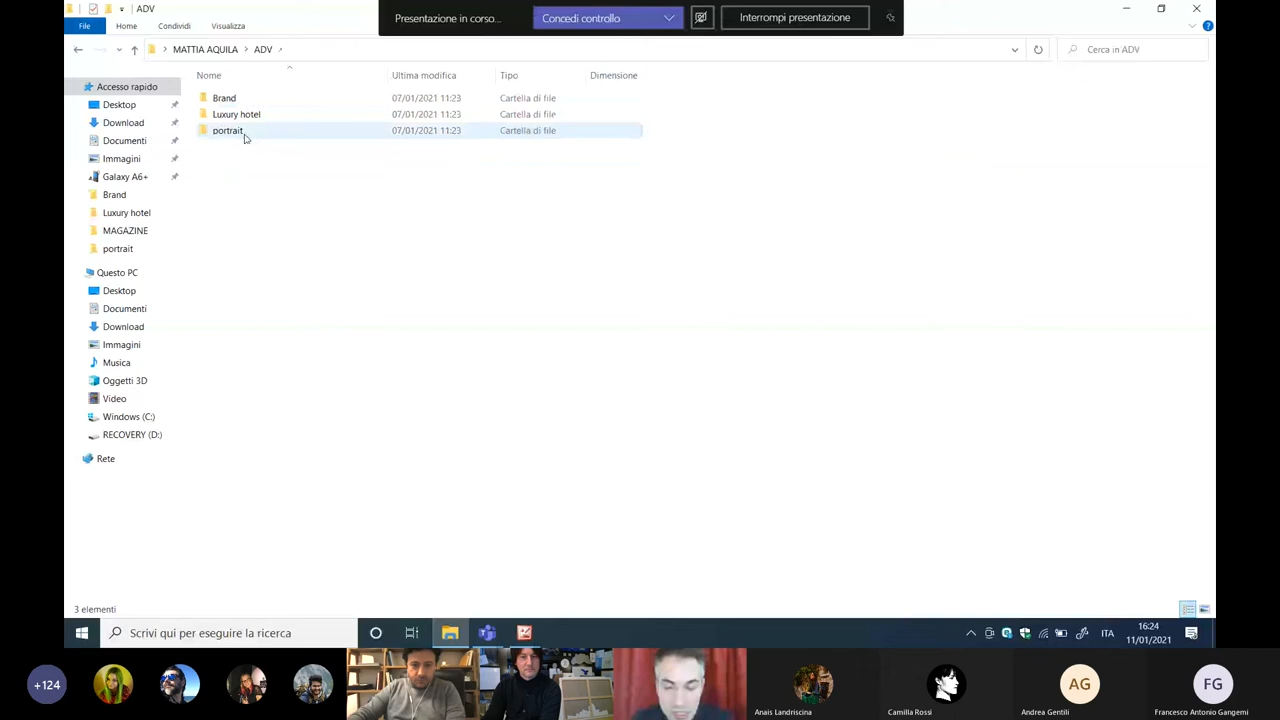 ADV
Presentazione in corso...
Concedi controllo
Interrompi presentazione
File
Home
Condividi
Visualizza
MATTIA AQUILA
ADV
Cerca in ADV
Nome
Ultima modifica
Tipo
Dimensione
Brand
07/01/2021 11:23
Cartella di file
Luxury hotel
07/01/2021 11:23
Cartella di file
portrait
07/01/2021 11:23
Cartella di file
Accesso rapido
Desktop
Download
Documenti
Immagini
Galaxy A6+
Brand
Luxury hotel
MAGAZINE
portrait
Questo PC
Desktop
Documenti
Download
Immagini
Musica
Oggetti 3D
Video
Windows (C:)
RECOVERY (D:)
Rete
3 elementi
Scrivi qui per eseguire la ricerca
ITA
16:24
11/01/2021
+124
Anais Landriscina
Camilla Rossi
AG
Andrea Gentili
FG
Francesco Antonio Gangemi